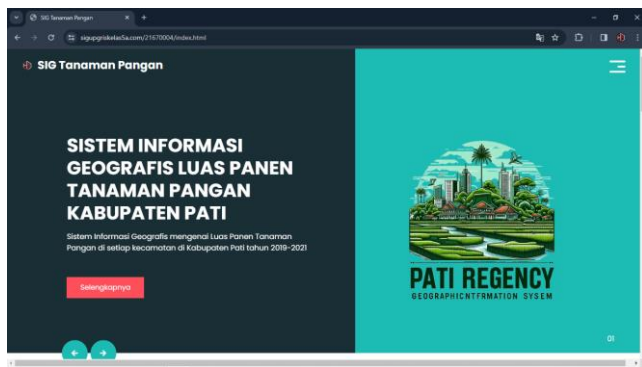 SIG Tanaman Pangan
sigupgriskelas5a.com/21670004/index.html
SIG Tanaman Pangan
SISTEM INFORMASI
GEOGRAFIS LUAS PANEN
TANAMAN PANGAN
KABUPATEN PATI
Sistem Informasi Geografis mengenai Luas Panen Tanaman
Pangan di setiap kecamatan di Kabupaten Pati tahun 2019-2021
Selengkapnya
PATI REGENCY
GEOGRAPHICNTFRMATION SYSEM
01